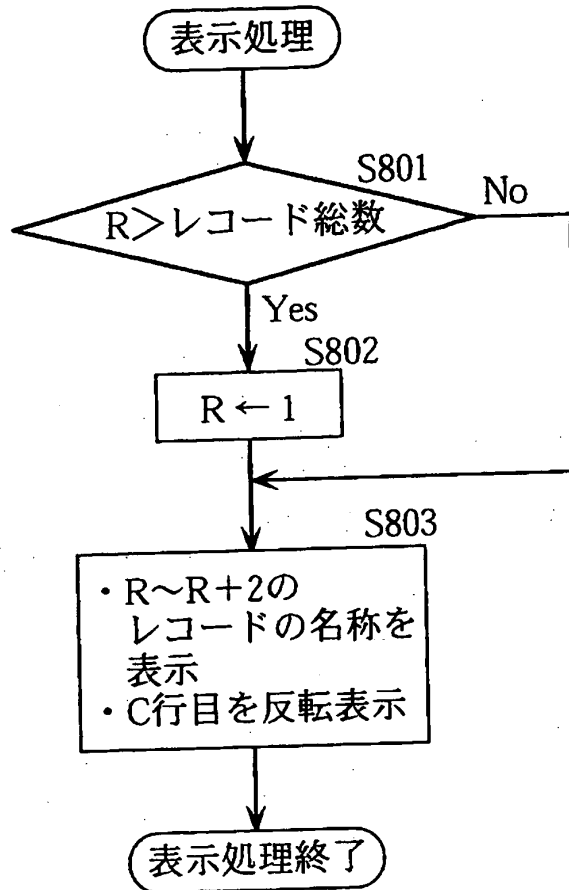 表示処理
S801
R＞レコード総数
No
Yes
S802
R←1
S803
・R～R＋2の
レコードの名称を
表示
・C行目を反転表示
表示処理終了